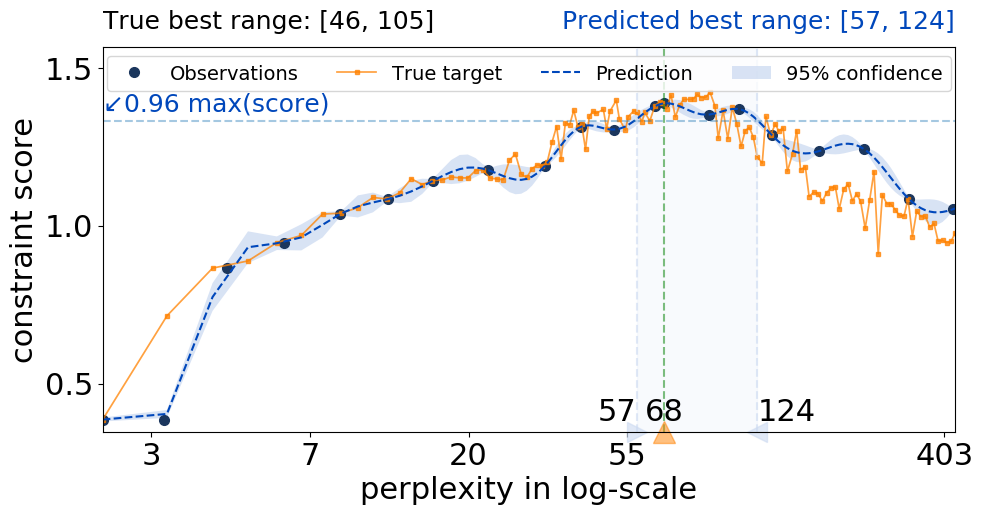 True best range: [46, 105]
Predicted best range: [57, 124]
Observations
True target
Prediction
95% confidence
↙0.96 max(score)
1.5
1.0
0.5
constraint score
57
68
124
3
7
20
55
403
perplexity in log-scale